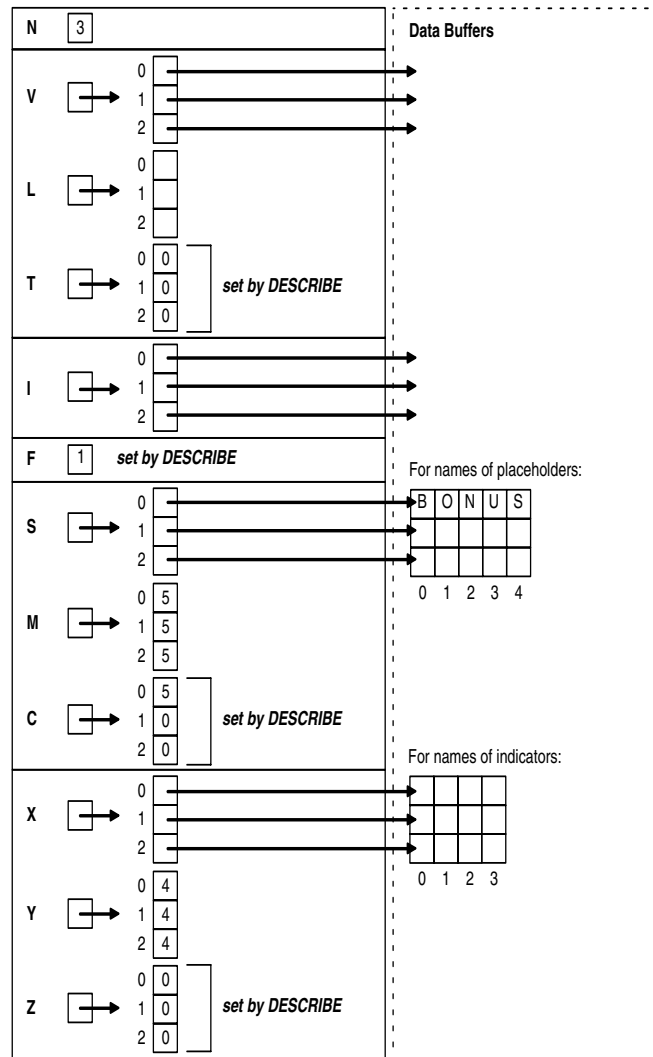 N 3
Data Buffers
V
0
1
2
L
0
1
2
T
0 0
1 0 set by DESCRIBE
2 0
I
0
1
2
F 1 set by DESCRIBE
For names of placeholders:
S
0
1
2
B O N U S
0 1 2 3 4
M
0 5
1 5
2 5
C
0 5
1 0 set by DESCRIBE
2 0
For names of indicators:
X
0
1
2
0 1 2 3
Y
0 4
1 4
2 4
Z
0 0
1 0 set by DESCRIBE
2 0